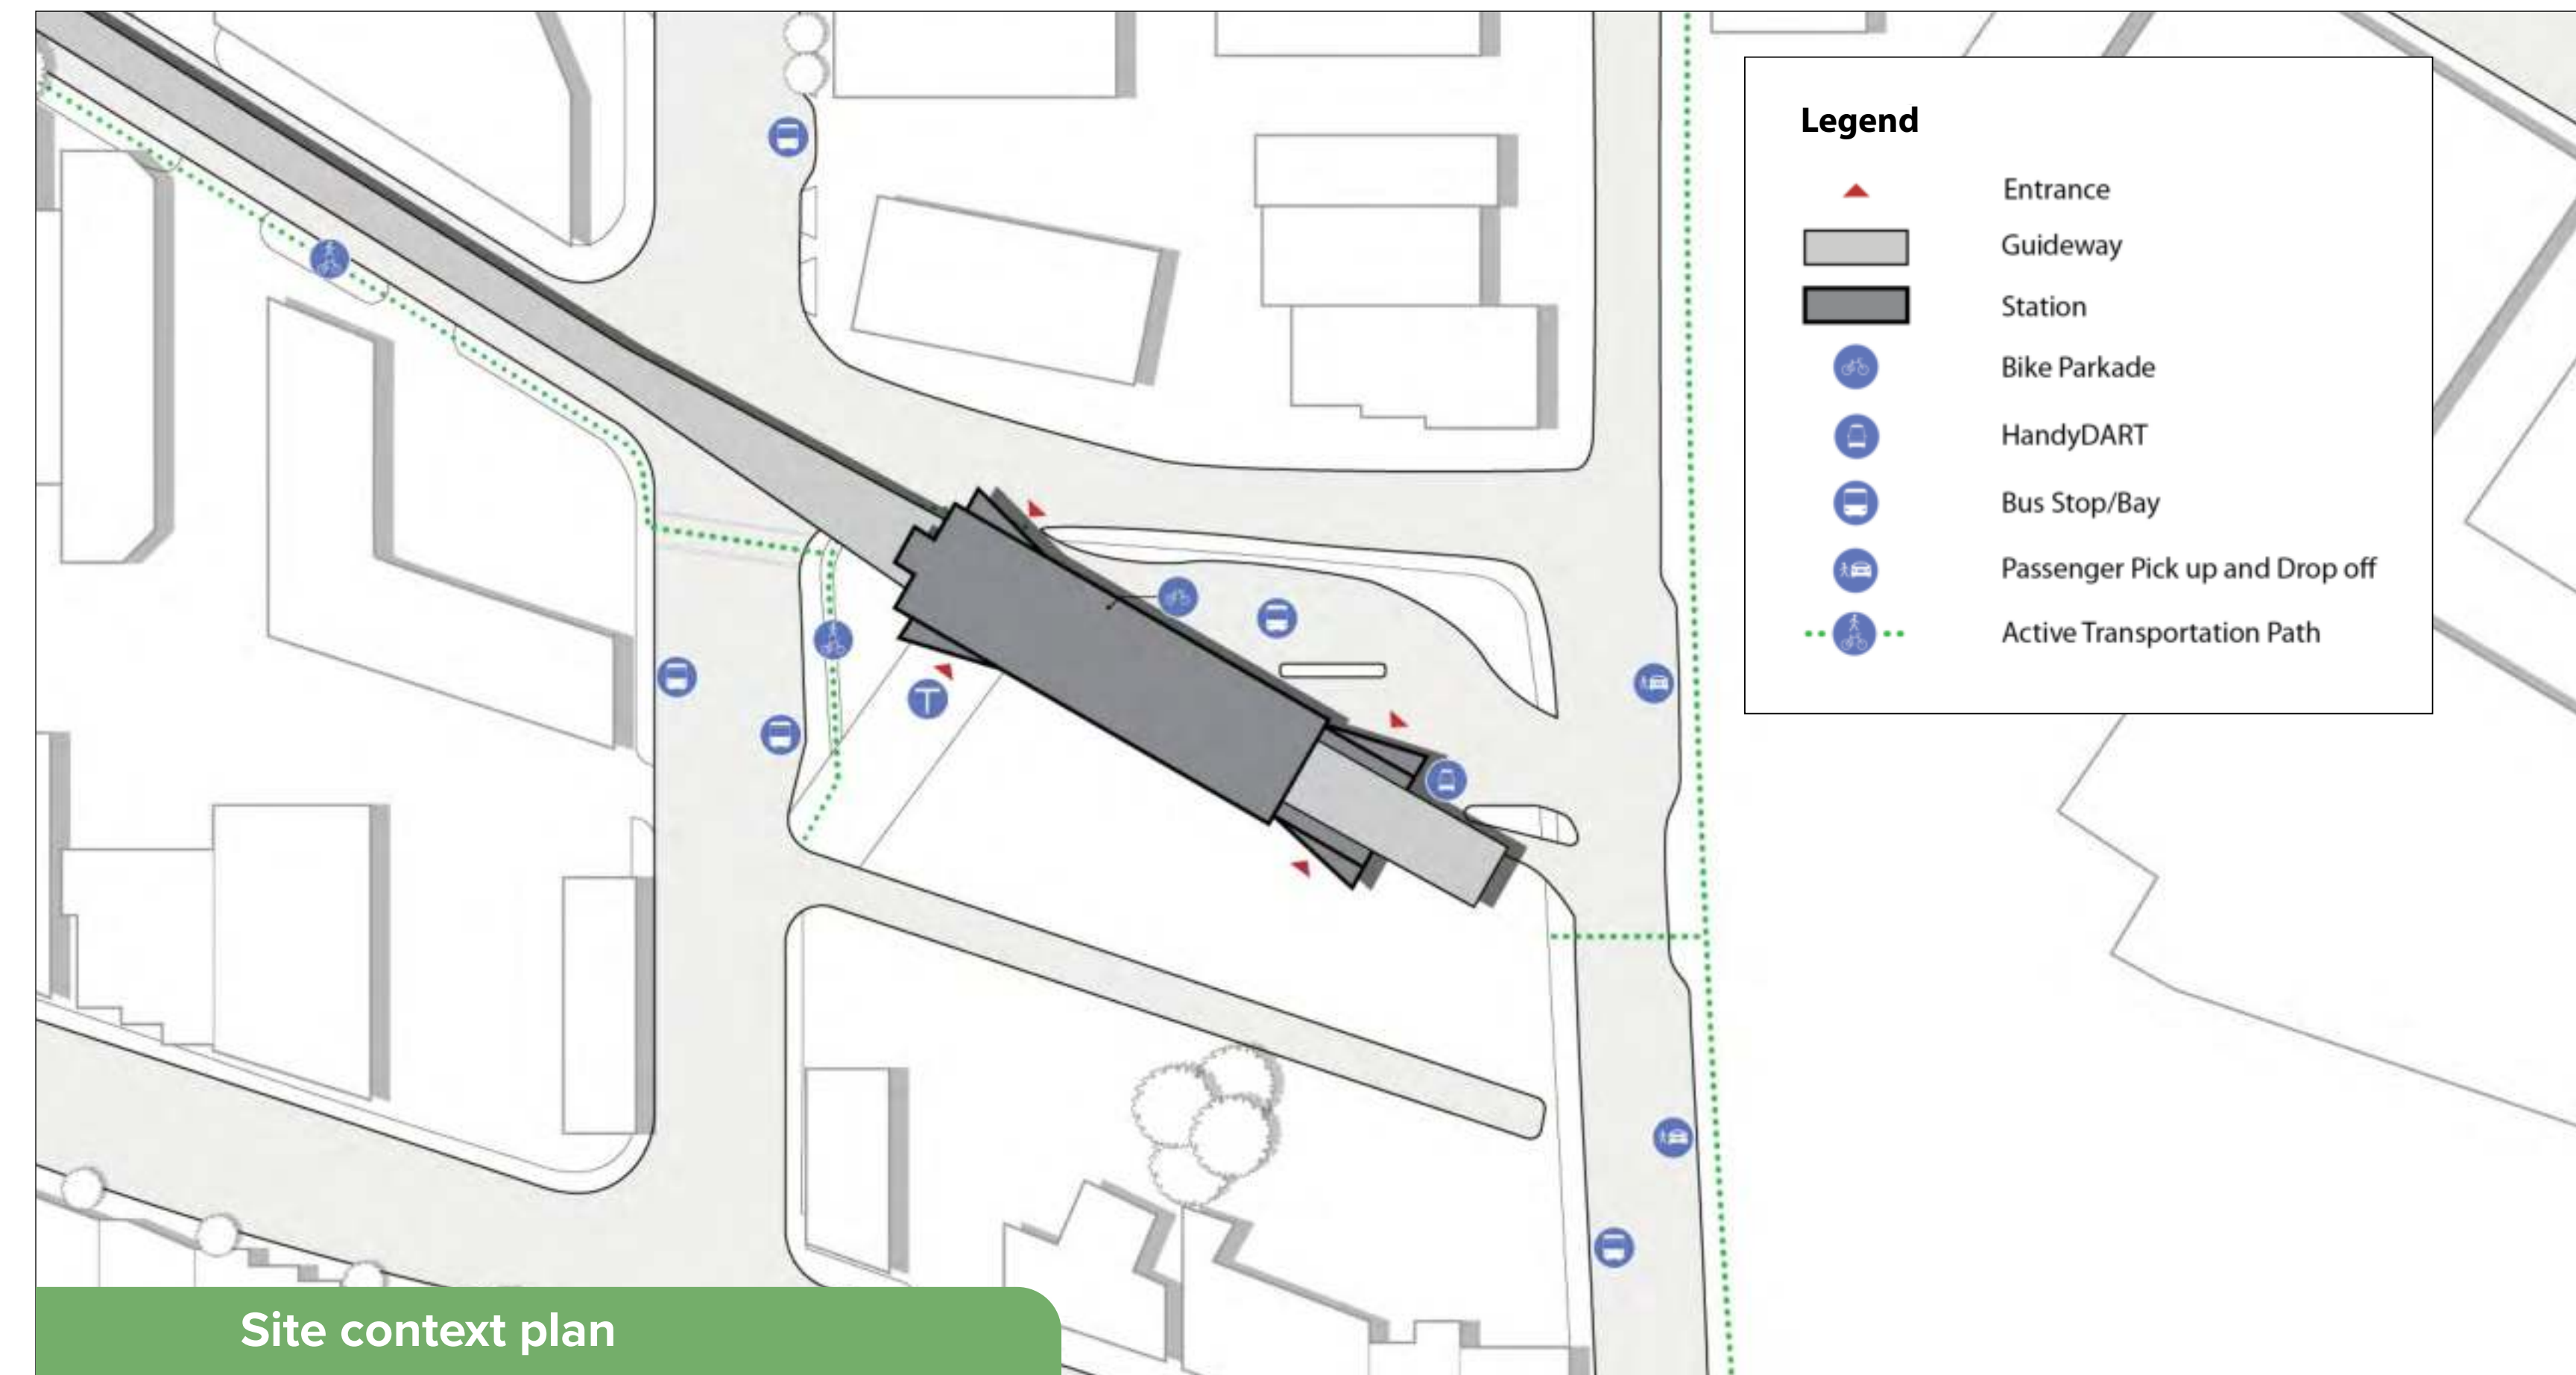 Legend
Entrance
Guideway
Station
Bike Parkade
HandyDART
Bus Stop/Bay
Passenger Pick up and Drop off
Active Transportation Path
T
Site context plan